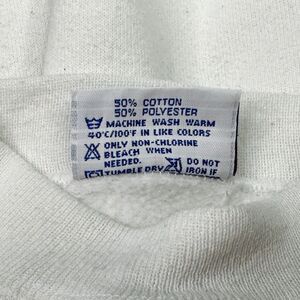 50% COTTON
50% POLYESTER
MACHINE WASH WARM
40°C/100°F IN LIKE COLORS
ONLY NON-CHLORINE
BLEACH WHEN
NEEDED. DO NOT
TUMBLE DRY IRON IF